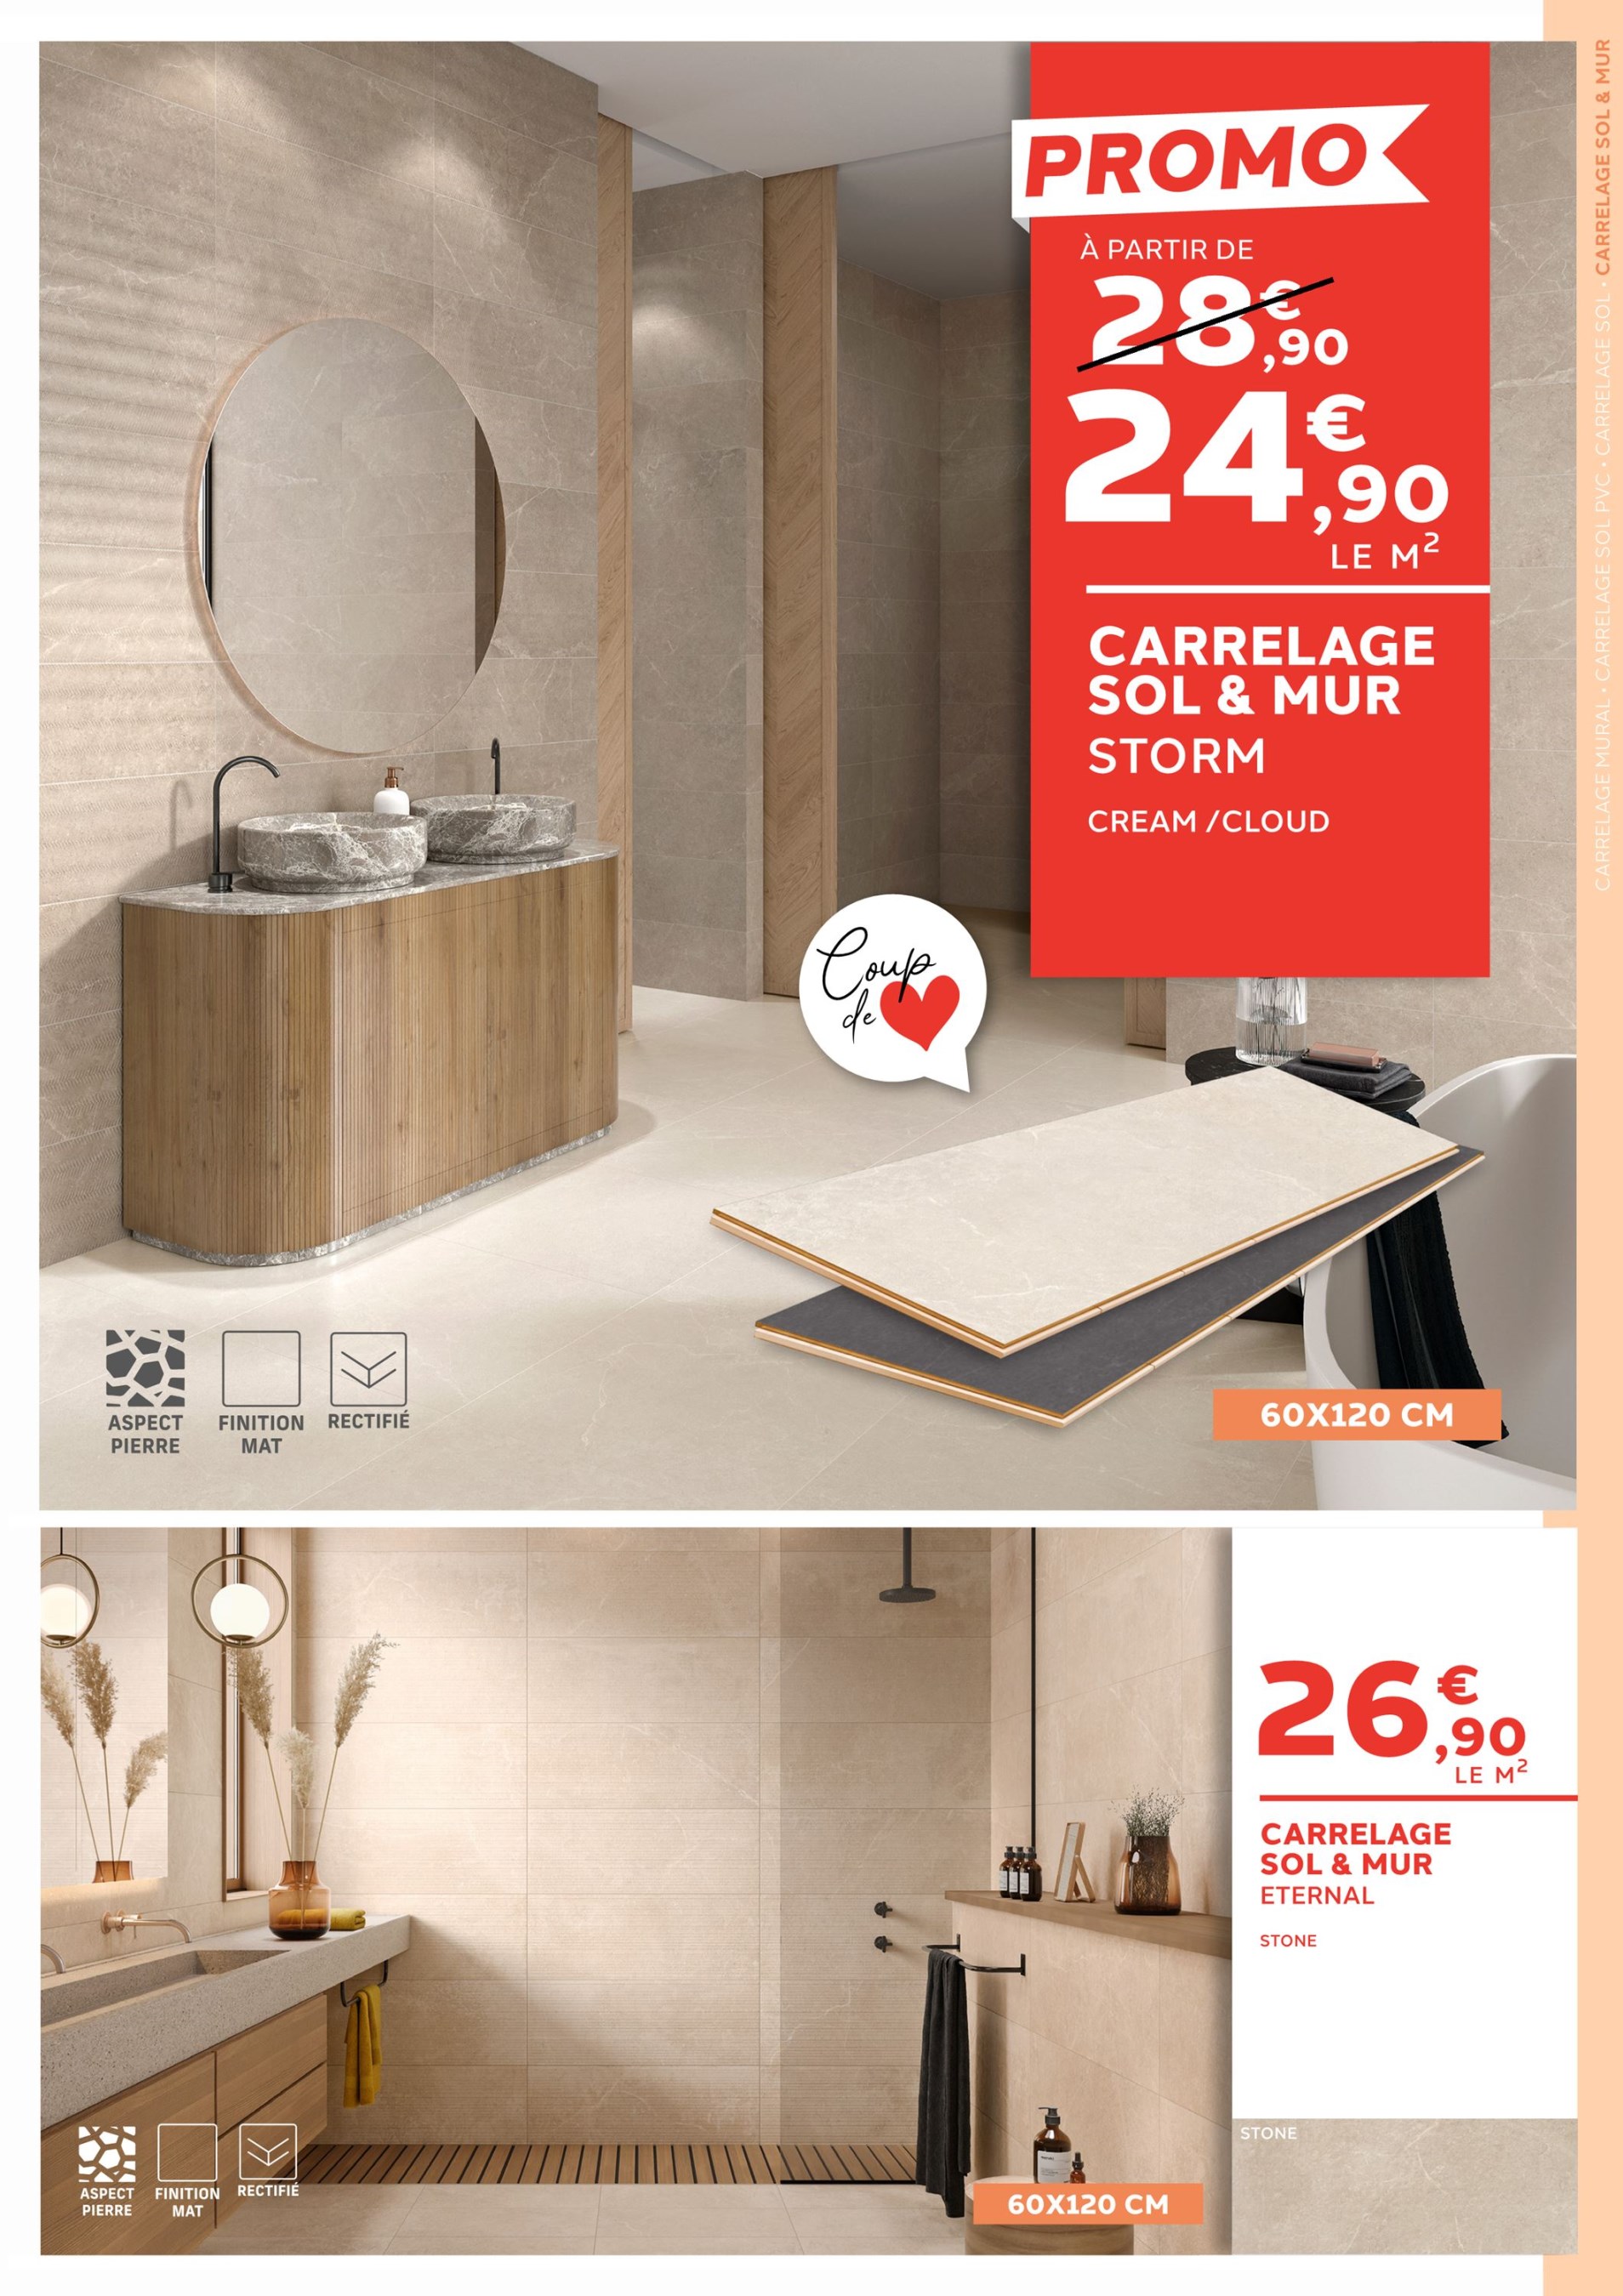 PROMO
À PARTIR DE
28€,90
24€,90
LE M²
CARRELAGE
SOL & MUR
STORM
CREAM /CLOUD
Coup
de
ASPECT
PIERRE
FINITION
MAT
RECTIFIÉ
60X120 CM
26€,90
LE M²
CARRELAGE
SOL & MUR
ETERNAL
STONE
STONE
ASPECT
PIERRE
FINITION
MAT
RECTIFIÉ
60X120 CM
CARRELAGE MURAL • CARRELAGE SOL PVC • CARRELAGE SOL • CARRELAGE SOL & MUR